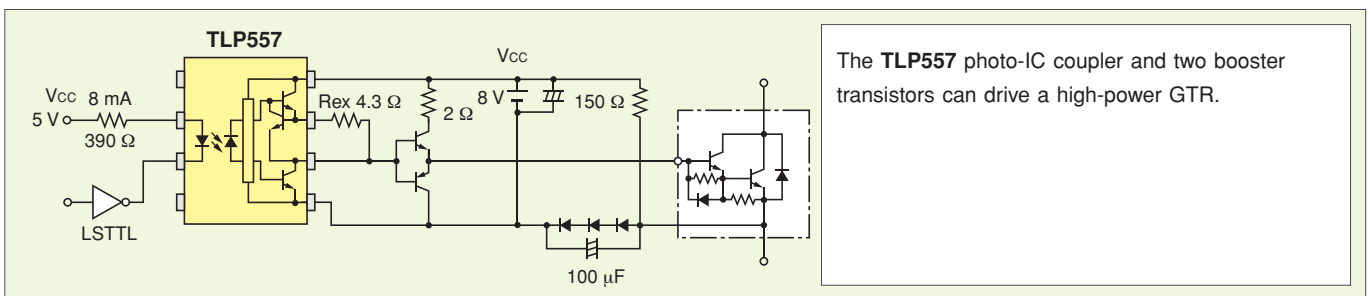 TLP557
VCC
8 mA
5 V
390 Ω
LSTTL
Rex 4.3 Ω
2 Ω
VCC
8 V
150 Ω
100 µF
The TLP557 photo-IC coupler and two booster
transistors can drive a high-power GTR.